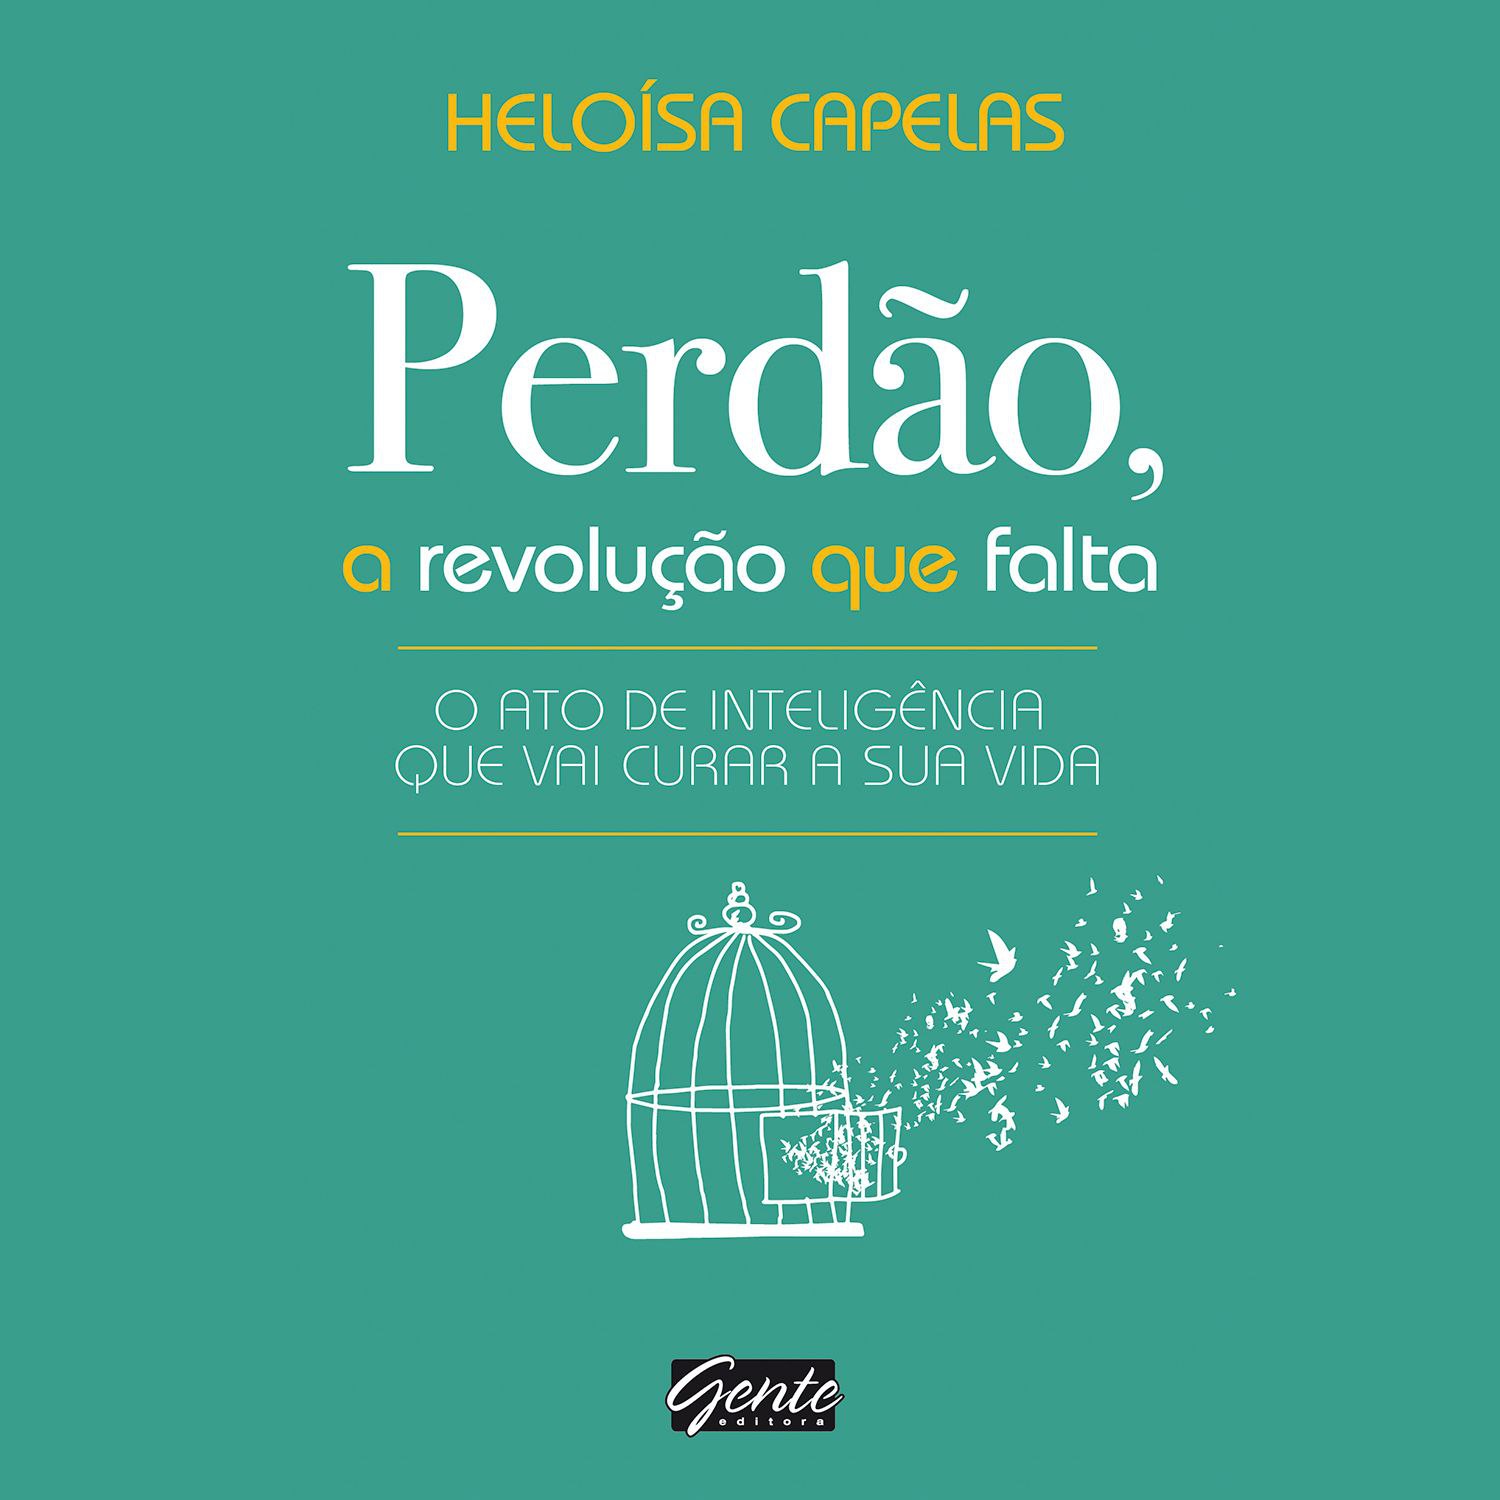 HELOÍSA CAPELAS
Perdão,
a revolução que falta
O ATO DE INTELIGÊNCIA
QUE VAI CURAR A SUA VIDA
Gente
editora